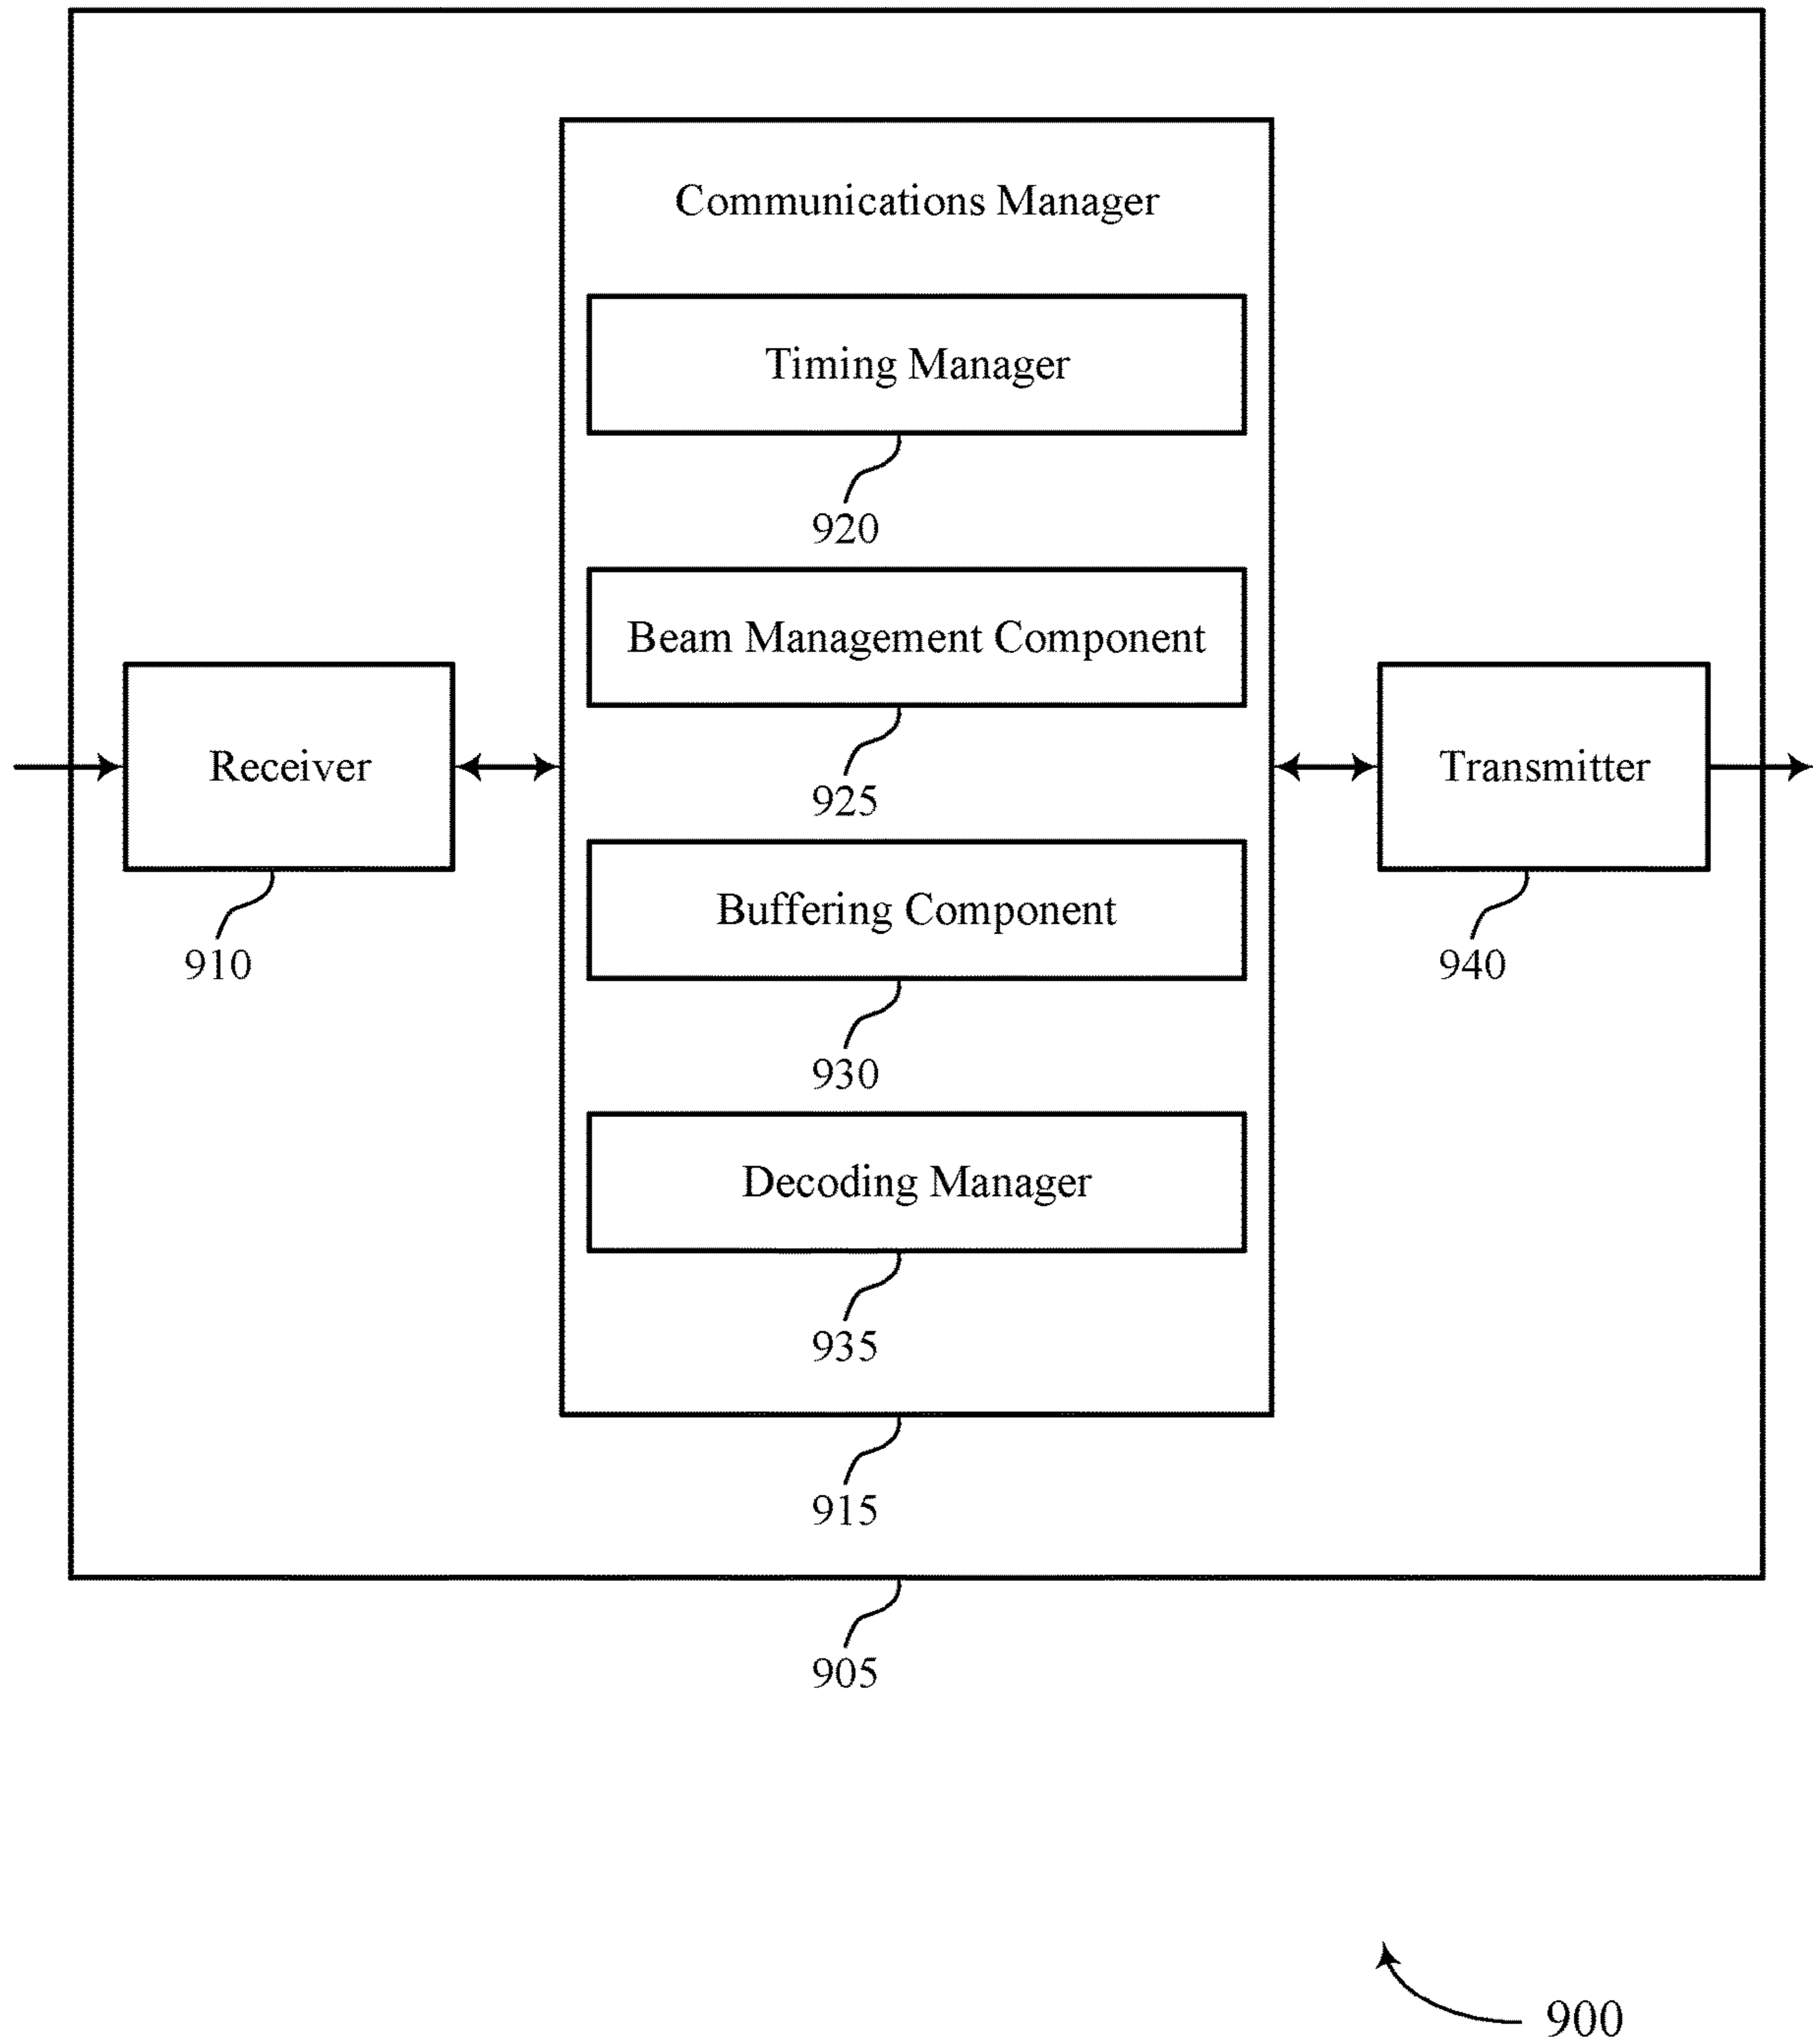 Communications Manager
Timing Manager
920
Beam Management Component
925
Receiver
910
Transmitter
940
Buffering Component
930
Decoding Manager
935
915
905
900